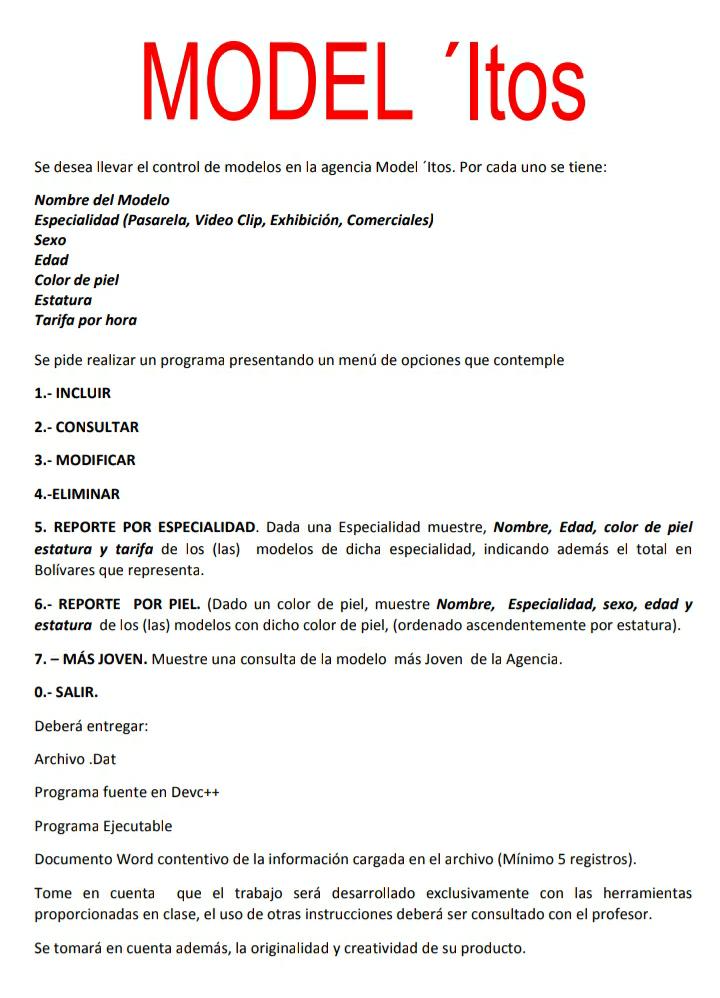 MODEL ´Itos
Se desea llevar el control de modelos en la agencia Model ´Itos. Por cada uno se tiene:
Nombre del Modelo
Especialidad (Pasarela, Video Clip, Exhibición, Comerciales)
Sexo
Edad
Color de piel
Estatura
Tarifa por hora
Se pide realizar un programa presentando un menú de opciones que contemple
1.- INCLUIR
2.- CONSULTAR
3.- MODIFICAR
4.-ELIMINAR
5. REPORTE POR ESPECIALIDAD. Dada una Especialidad muestre, Nombre, Edad, color de piel
estatura y tarifa de los (las) modelos de dicha especialidad, indicando además el total en
Bolívares que representa.
6.- REPORTE POR PIEL. (Dado un color de piel, muestre Nombre, Especialidad, sexo, edad y
estatura de los (las) modelos con dicho color de piel, (ordenado ascendentemente por estatura).
7. – MÁS JOVEN. Muestre una consulta de la modelo más Joven de la Agencia.
0.- SALIR.
Deberá entregar:
Archivo .Dat
Programa fuente en Devc++
Programa Ejecutable
Documento Word contentivo de la información cargada en el archivo (Mínimo 5 registros).
Tome en cuenta que el trabajo será desarrollado exclusivamente con las herramientas
proporcionadas en clase, el uso de otras instrucciones deberá ser consultado con el profesor.
Se tomará en cuenta además, la originalidad y creatividad de su producto.